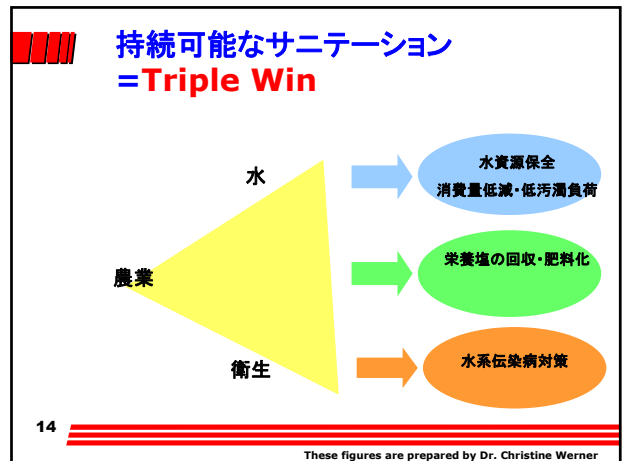 持続可能なサニテーション
=Triple Win
水
水資源保全
消費量低減・低汚濁負荷
農業
栄養塩の回収・肥料化
衛生
水系伝染病対策
14
These figures are prepared by Dr. Christine Werner